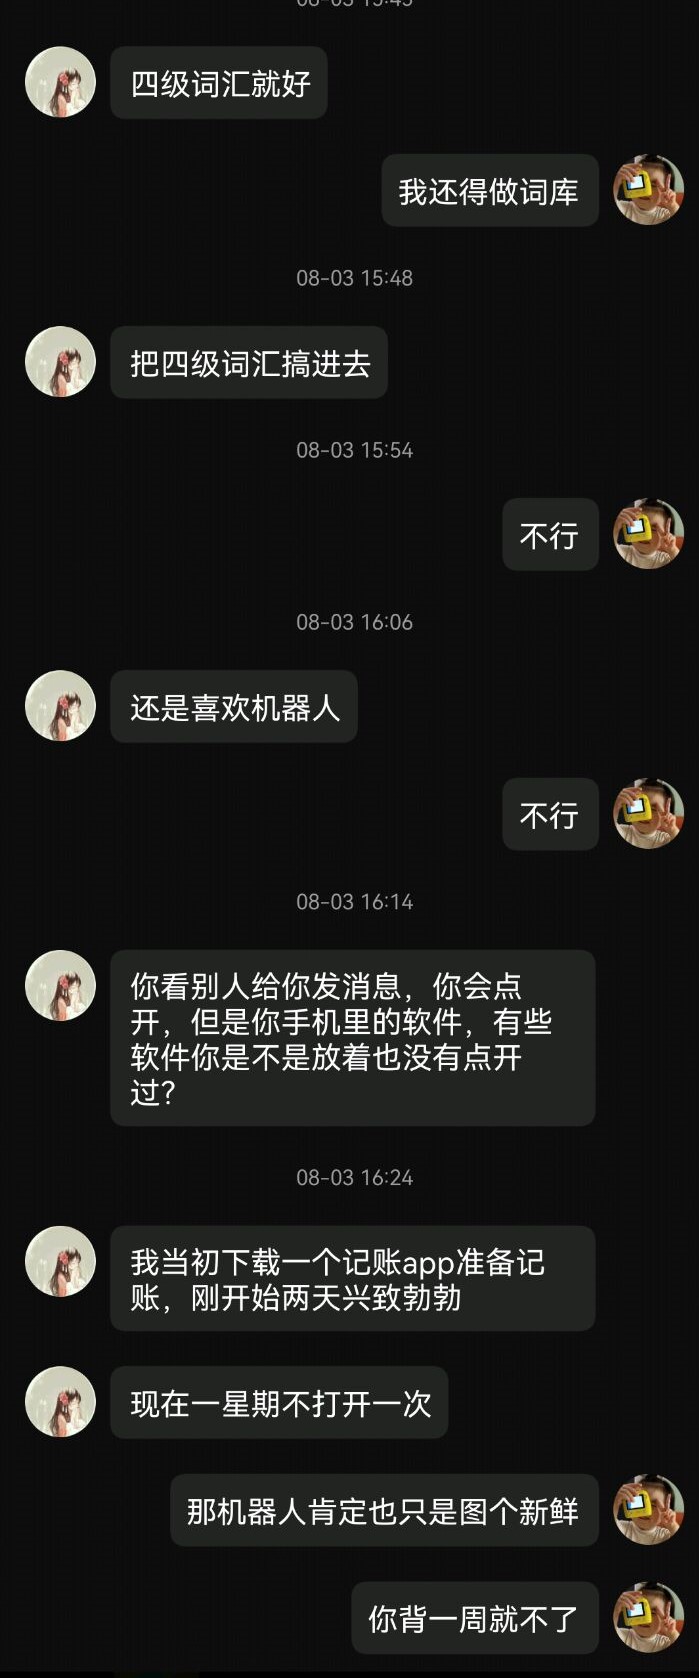 四级词汇就好
我还得做词库
08-03 15:48
把四级词汇搞进去
08-03 15:54
不行
08-03 16:06
还是喜欢机器人
不行
08-03 16:14
你看别人给你发消息，你会点
开，但是你手机里的软件，有些
软件你是不是放着也没有点开
过？
08-03 16:24
我当初下载一个记账app准备记
账，刚开始两天兴致勃勃
现在一星期不打开一次
那机器人肯定也只是图个新鲜
你背一周就不了